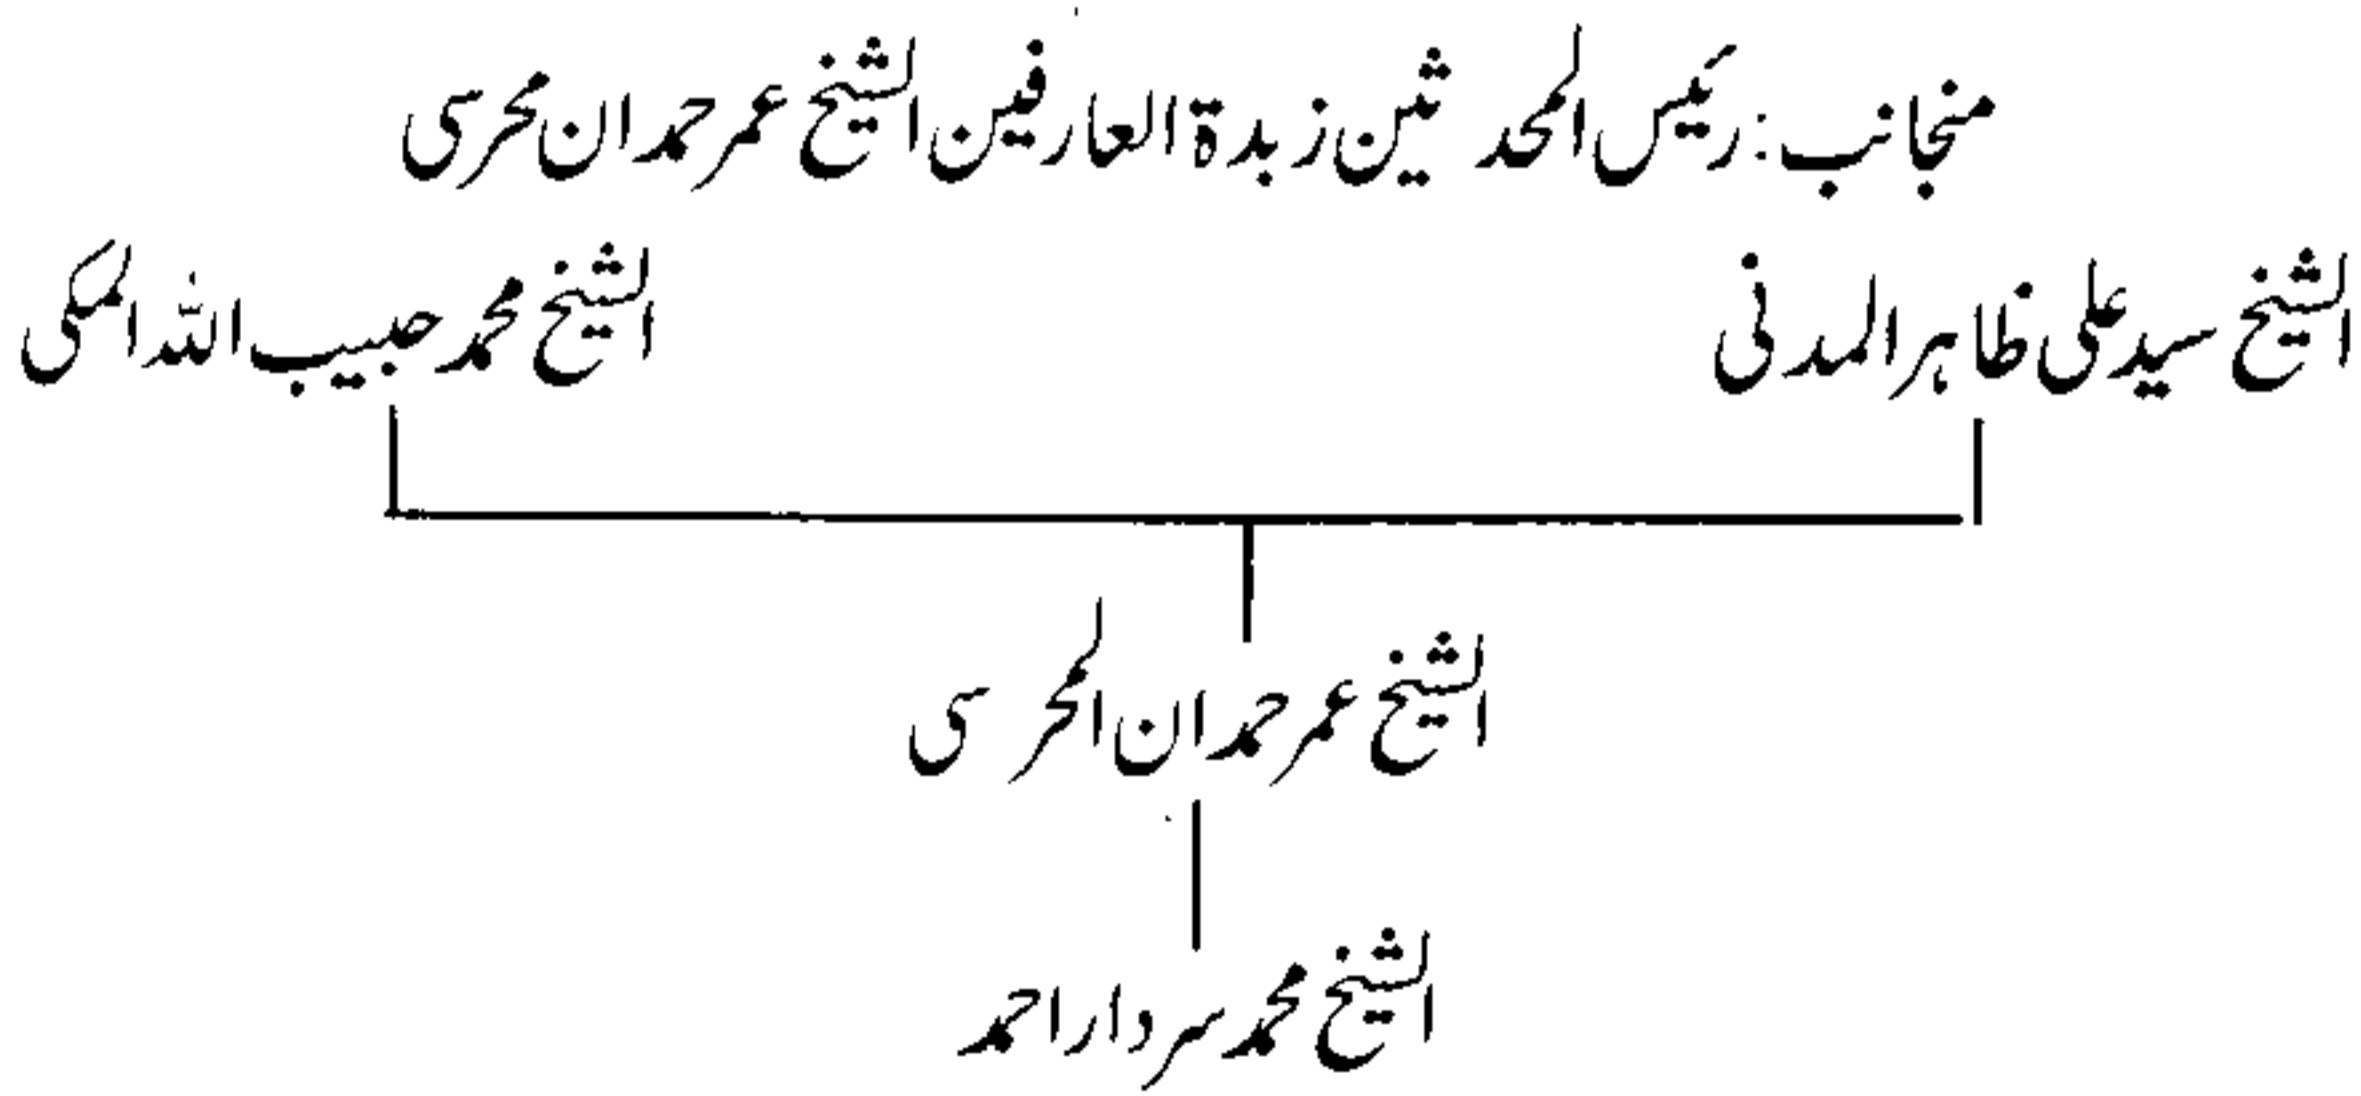 منجانب: رئیس المحدثین زبدۃ العارفین الشیخ عمر حمدان محرسی
الشیخ سید علی ظاہر المدنی
الشیخ محمد حبیب اللہ المکی
الشیخ عمر حمدان المحرسی
الشیخ محمد سردار احمد